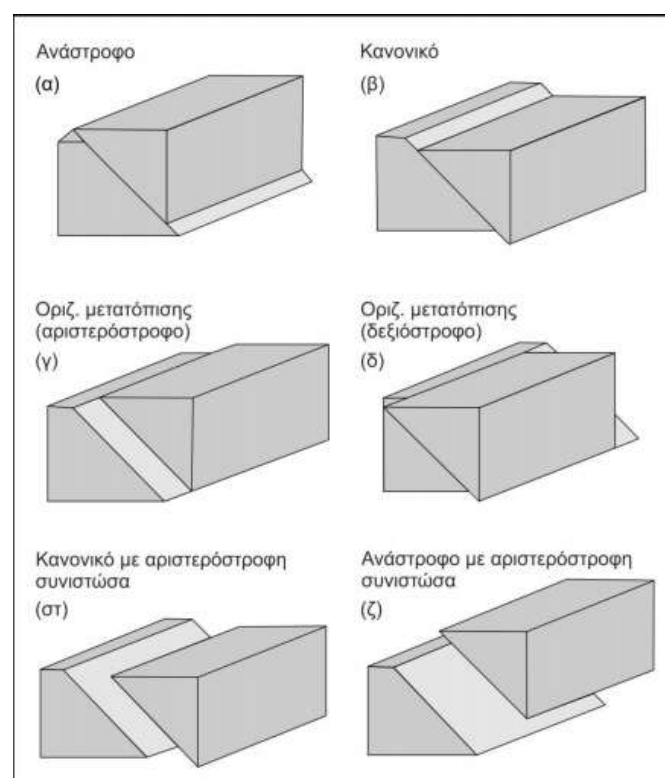 Ανάστροφο
(α)
Κανονικό
(β)
Οριζ. μετατόπισης
(αριστερόστροφο)
(γ)
Οριζ. μετατόπισης
(δεξιόστροφο)
(δ)
Κανονικό με αριστερόστροφη
συνιστώσα
(στ)
Ανάστροφο με αριστερόστροφη
συνιστώσα
(ζ)